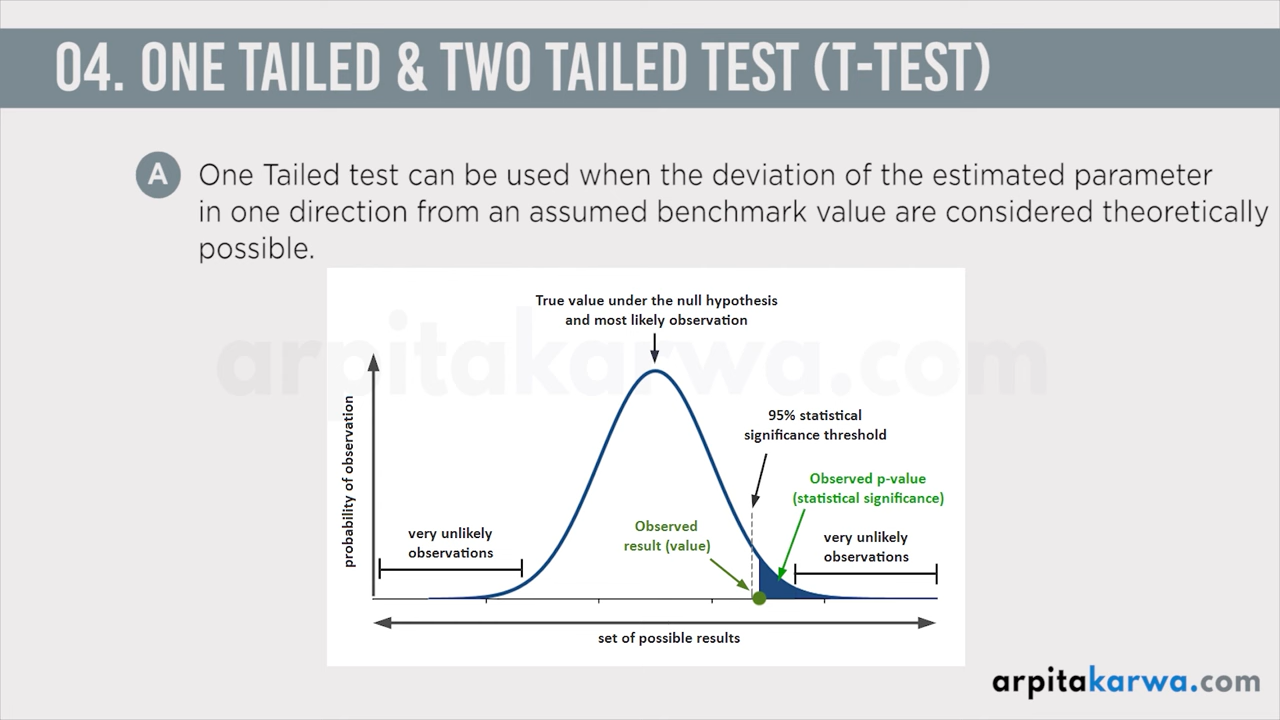 04. ONE TAILED & TWO TAILED TEST (T-TEST)
A
One Tailed test can be used when the deviation of the estimated parameter
in one direction from an assumed benchmark value are considered theoretically
possible.
arpitakarwa.com
True value under the null hypothesis
and most likely observation
probability of observation
95% statistical
significance threshold
Observed p-value
(statistical significance)
Observed
result (value)
very unlikely
observations
very unlikely
observations
set of possible results
arpitakarwa.com